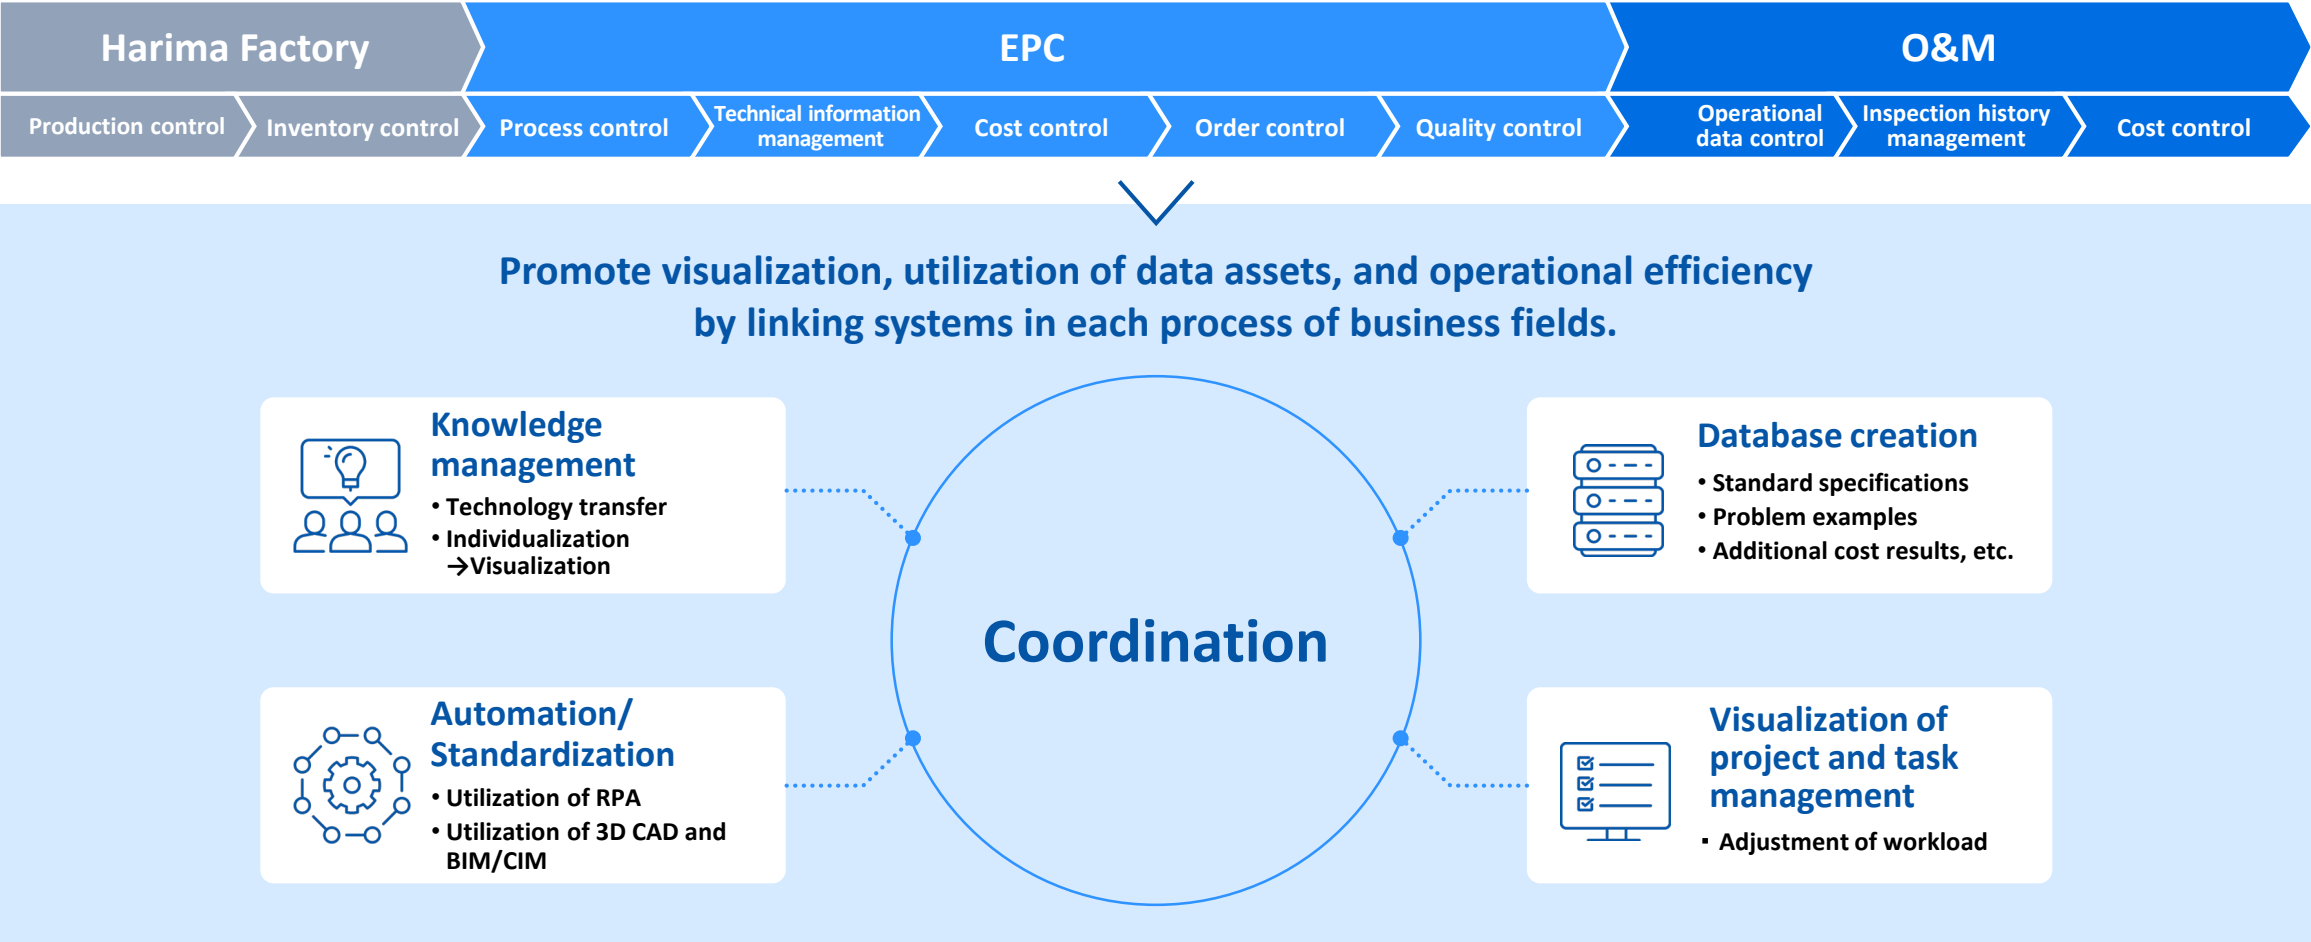 Harima Factory
EPC
O&M
Production control
Inventory control
Process control
Technical information
management
Cost control
Order control
Quality control
Operational
data control
Inspection history
management
Cost control
Promote visualization, utilization of data assets, and operational efficiency
by linking systems in each process of business fields.
Knowledge
management
・Technology transfer
・Individualization
→Visualization
Automation/
Standardization
・Utilization of RPA
・Utilization of 3D CAD and
BIM/CIM
Coordination
Database creation
・Standard specifications
・Problem examples
・Additional cost results, etc.
Visualization of
project and task
management
▪ Adjustment of workload